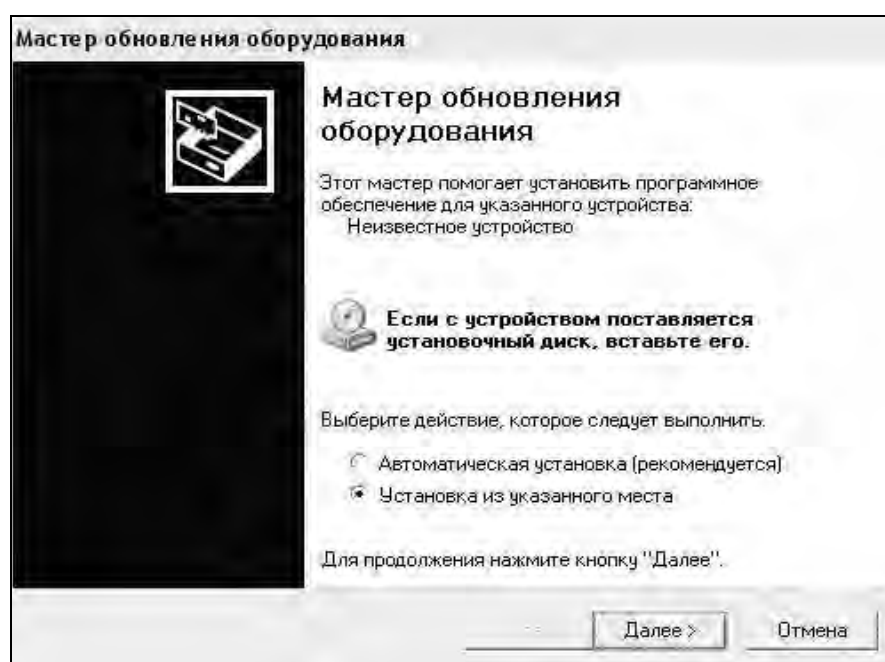 Мастер обновления оборудования
Мастер обновления
оборудования
Этот мастер помогает установить программное
обеспечение для указанного устройства:
Неизвестное устройство
Если с устройством поставляется
установочный диск, вставьте его.
Выберите действие, которое следует выполнить.
Автоматическая установка (рекомендуется)
Установка из указанного места
Для продолжения нажмите кнопку "Далее".
Далее >
Отмена